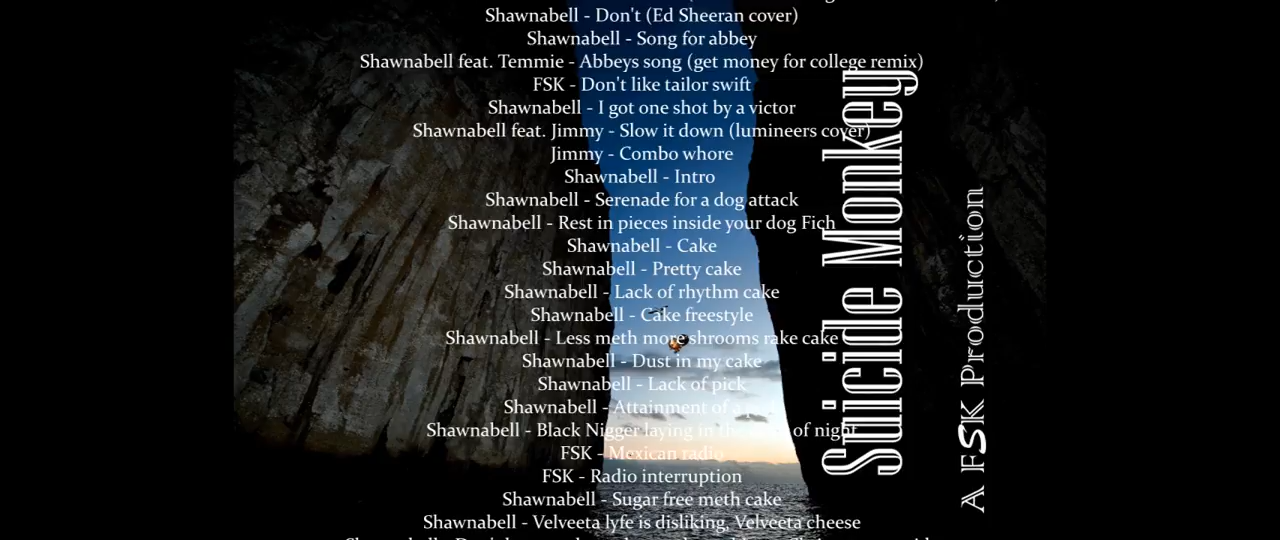 Shawnabell - Don't (Ed Sheeran cover)
Shawnabell - Song for abbey
Shawnabell feat. Temmie - Abbeys song (get money for college remix)
FSK - Don't like tailor swift
Shawnabell - I got one shot by a victor
Shawnabell feat. Jimmy - Slow it down (lumineers cover)
Jimmy - Combo whore
Shawnabell - Intro
Shawnabell - Serenade for a dog attack
Shawnabell - Rest in pieces inside your dog Fich
Shawnabell - Cake
Shawnabell - Pretty cake
Shawnabell - Lack of rhythm cake
Shawnabell - Cake freestyle
Shawnabell - Less meth more shrooms rake cake
Shawnabell - Dust in my cake
Shawnabell - Lack of pick
Shawnabell - Attainment of a
Shawnabell - Black Nigger laying in the of night
FSK - Mexican radio
FSK - Radio interruption
Shawnabell - Sugar free meth cake
Shawnabell - Velveeta lyfe is disliking, Velveeta cheese
Suicide Monkey
A FSK Production